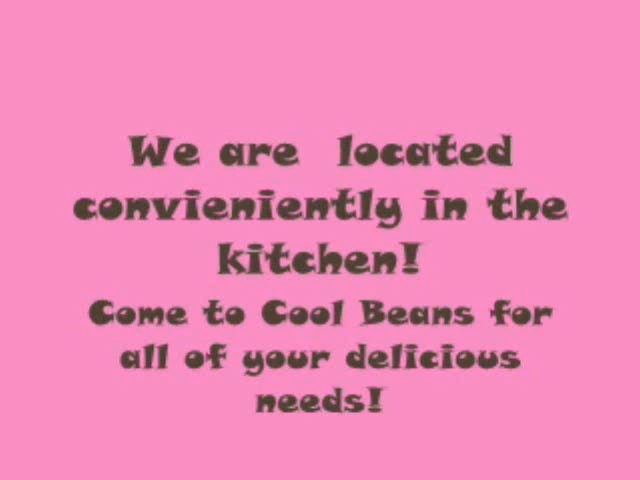 We are located
convieniently in the
kitchen!
Come to Cool Beans for
all of your delicious
needs!